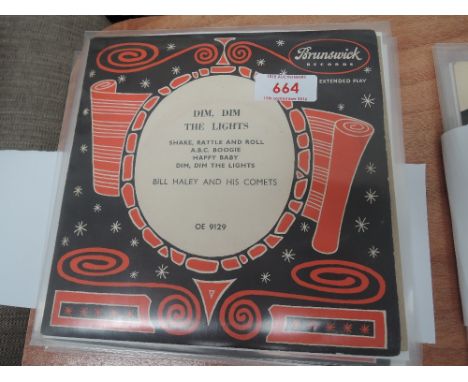 Brunswick
RECORDS
EXTENDED PLAY
664
DIM, DIM
THE LIGHTS
SHAKE, RATTLE AND ROLL
A.B.C. BOOGIE
HAPPY BABY
DIM, DIM THE LIGHTS
BILL HALEY AND HIS COMETS
OE 9129